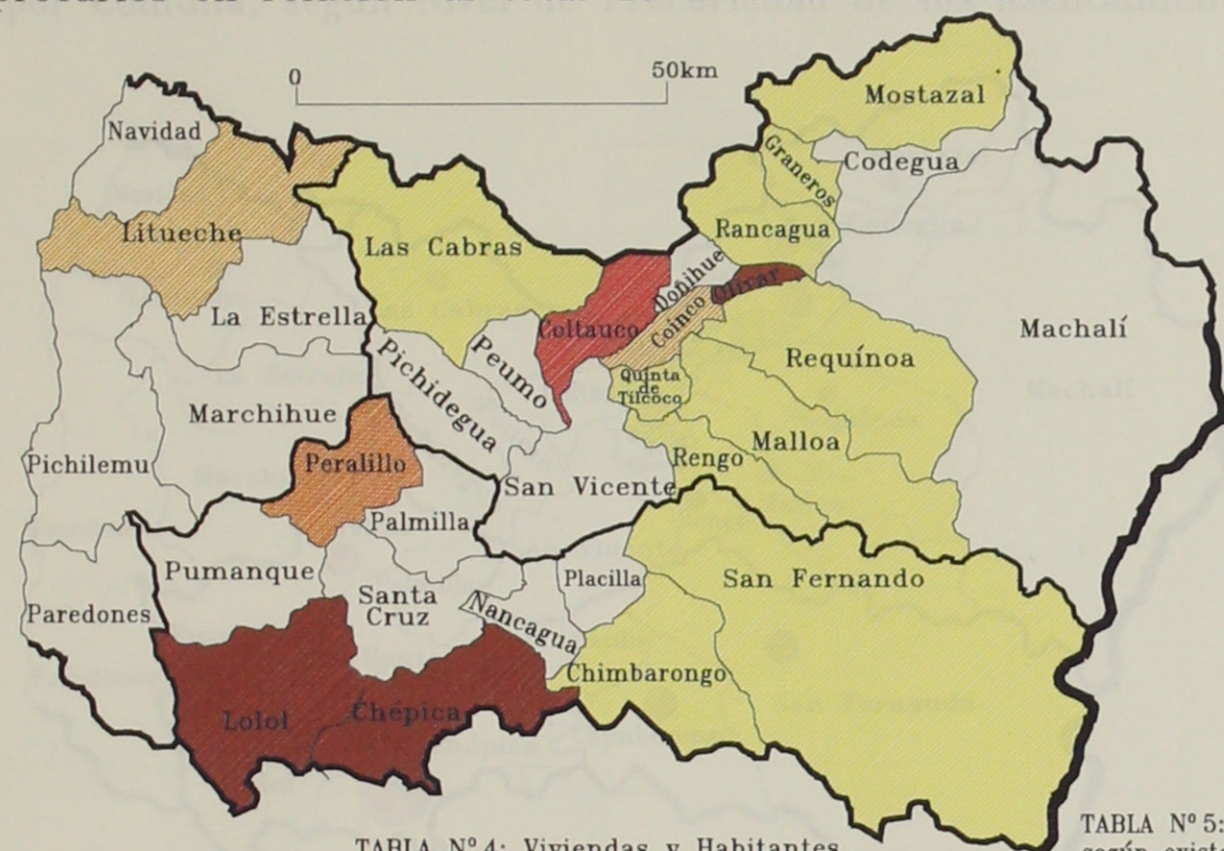 0
50km
Mostazal
Navidad
Graneros
Codegua
Litueche
Las Cabras
Rancagua
Doñihue
Olivar
La Estrella
Coltauco
Coinco
Machalí
Peumo
Requínoa
Pichidegua
Quinta
de
Tilcoco
Marchihue
Malloa
Pichilemu
Peralillo
Rengo
San Vicente
Palmilla
Pumanque
Placilla
San Fernando
Santa
Cruz
Paredones
Nancagua
Chimbarongo
Lolol
Chépica
TABLA Nº 5:
TABLA Nº 4: Viviendas y Habitantes